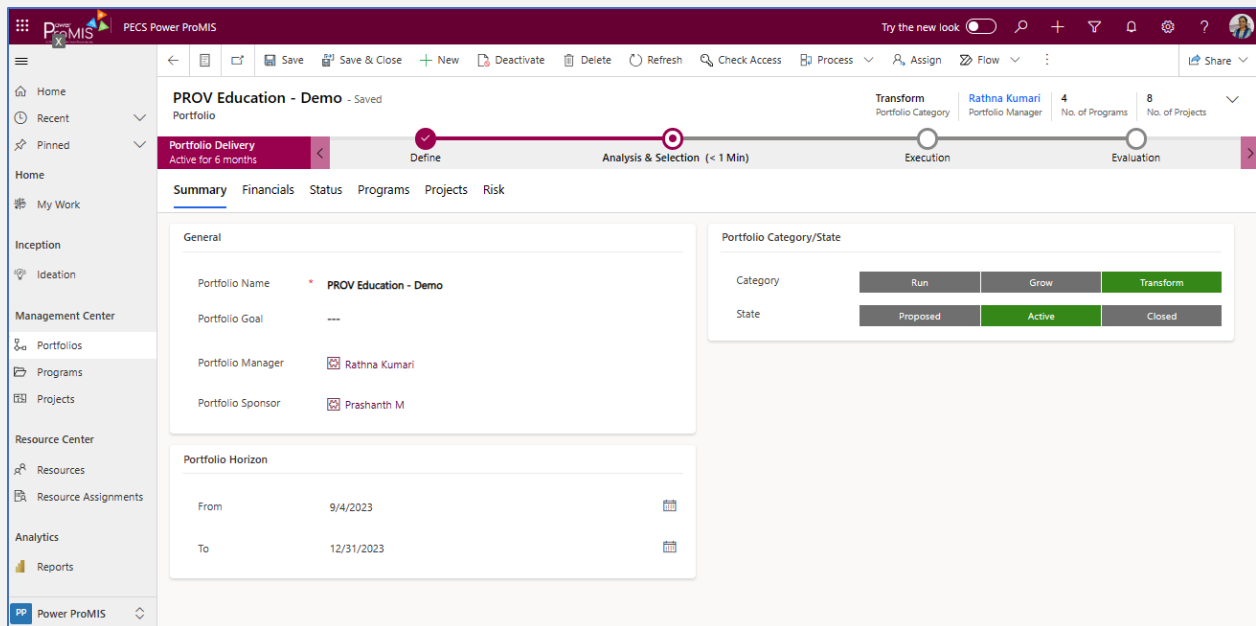 Power
ProMIS
X
PECS Power ProMIS
Try the new look
Save
Save & Close
New
Deactivate
Delete
Refresh
Check Access
Process
Assign
Flow
Share
Home
Recent
Pinned
Home
My Work
Inception
Ideation
Management Center
Portfolios
Programs
Projects
Resource Center
Resources
Resource Assignments
Analytics
Reports
PP Power ProMIS
PROV Education - Demo - Saved
Portfolio
Transform
Portfolio Category
Rathna Kumari
Portfolio Manager
4
No. of Programs
8
No. of Projects
Portfolio Delivery
Active for 6 months
Define
Analysis & Selection (< 1 Min)
Execution
Evaluation
Summary Financials Status Programs Projects Risk
General
Portfolio Name * PROV Education - Demo
Portfolio Goal ---
Portfolio Manager Rathna Kumari
Portfolio Sponsor Prashanth M
Portfolio Horizon
From 9/4/2023
To 12/31/2023
Portfolio Category/State
Category Run Grow Transform
State Proposed Active Closed